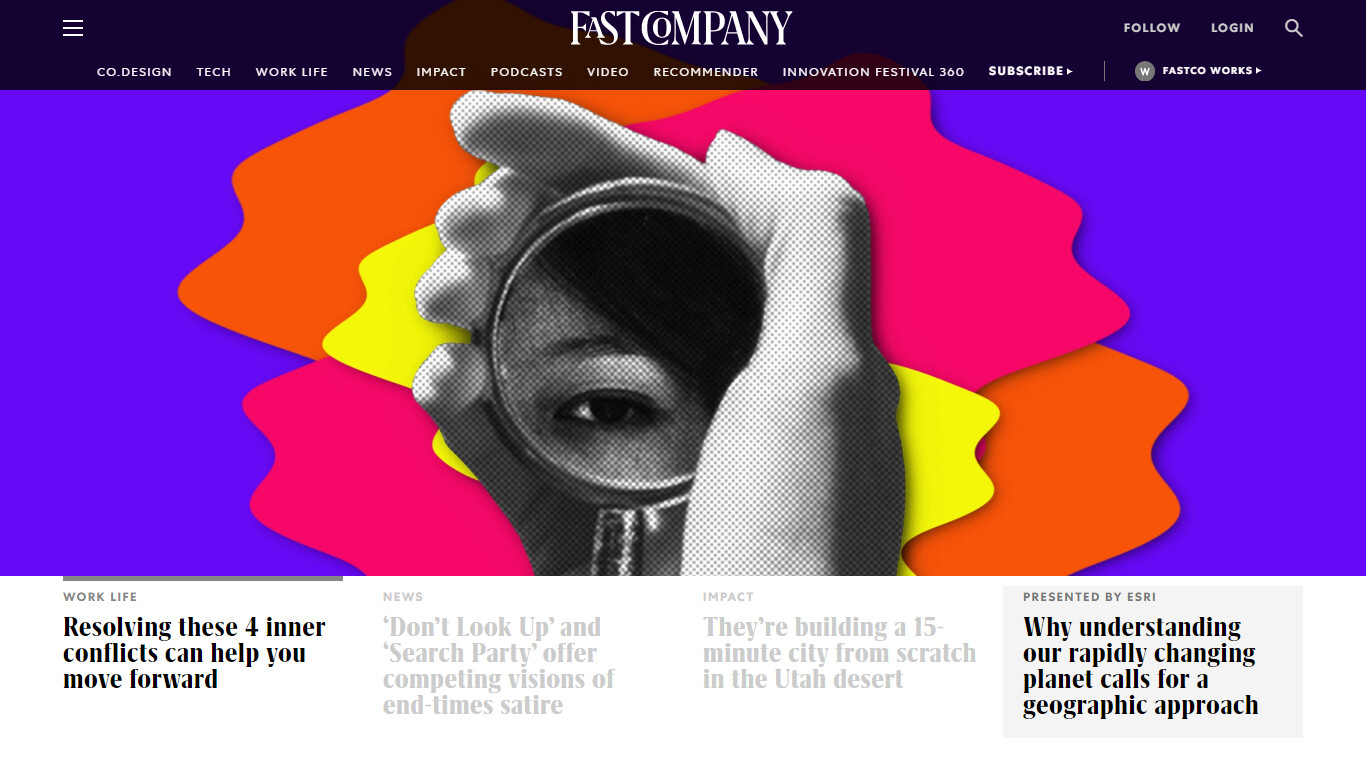 FAST COMPANY
FOLLOW
LOGIN
CO.DESIGN
TECH
WORK LIFE
NEWS
IMPACT
PODCASTS
VIDEO
RECOMMENDER
INNOVATION FESTIVAL 360
SUBSCRIBE
W
FASTCO WORKS
WORK LIFE
Resolving these 4 inner
conflicts can help you
move forward
NEWS
‘Don’t Look Up’ and
‘Search Party’ offer
competing visions of
end-times satire
IMPACT
They’re building a 15-
minute city from scratch
in the Utah desert
PRESENTED BY ESRI
Why understanding
our rapidly changing
planet calls for a
geographic approach